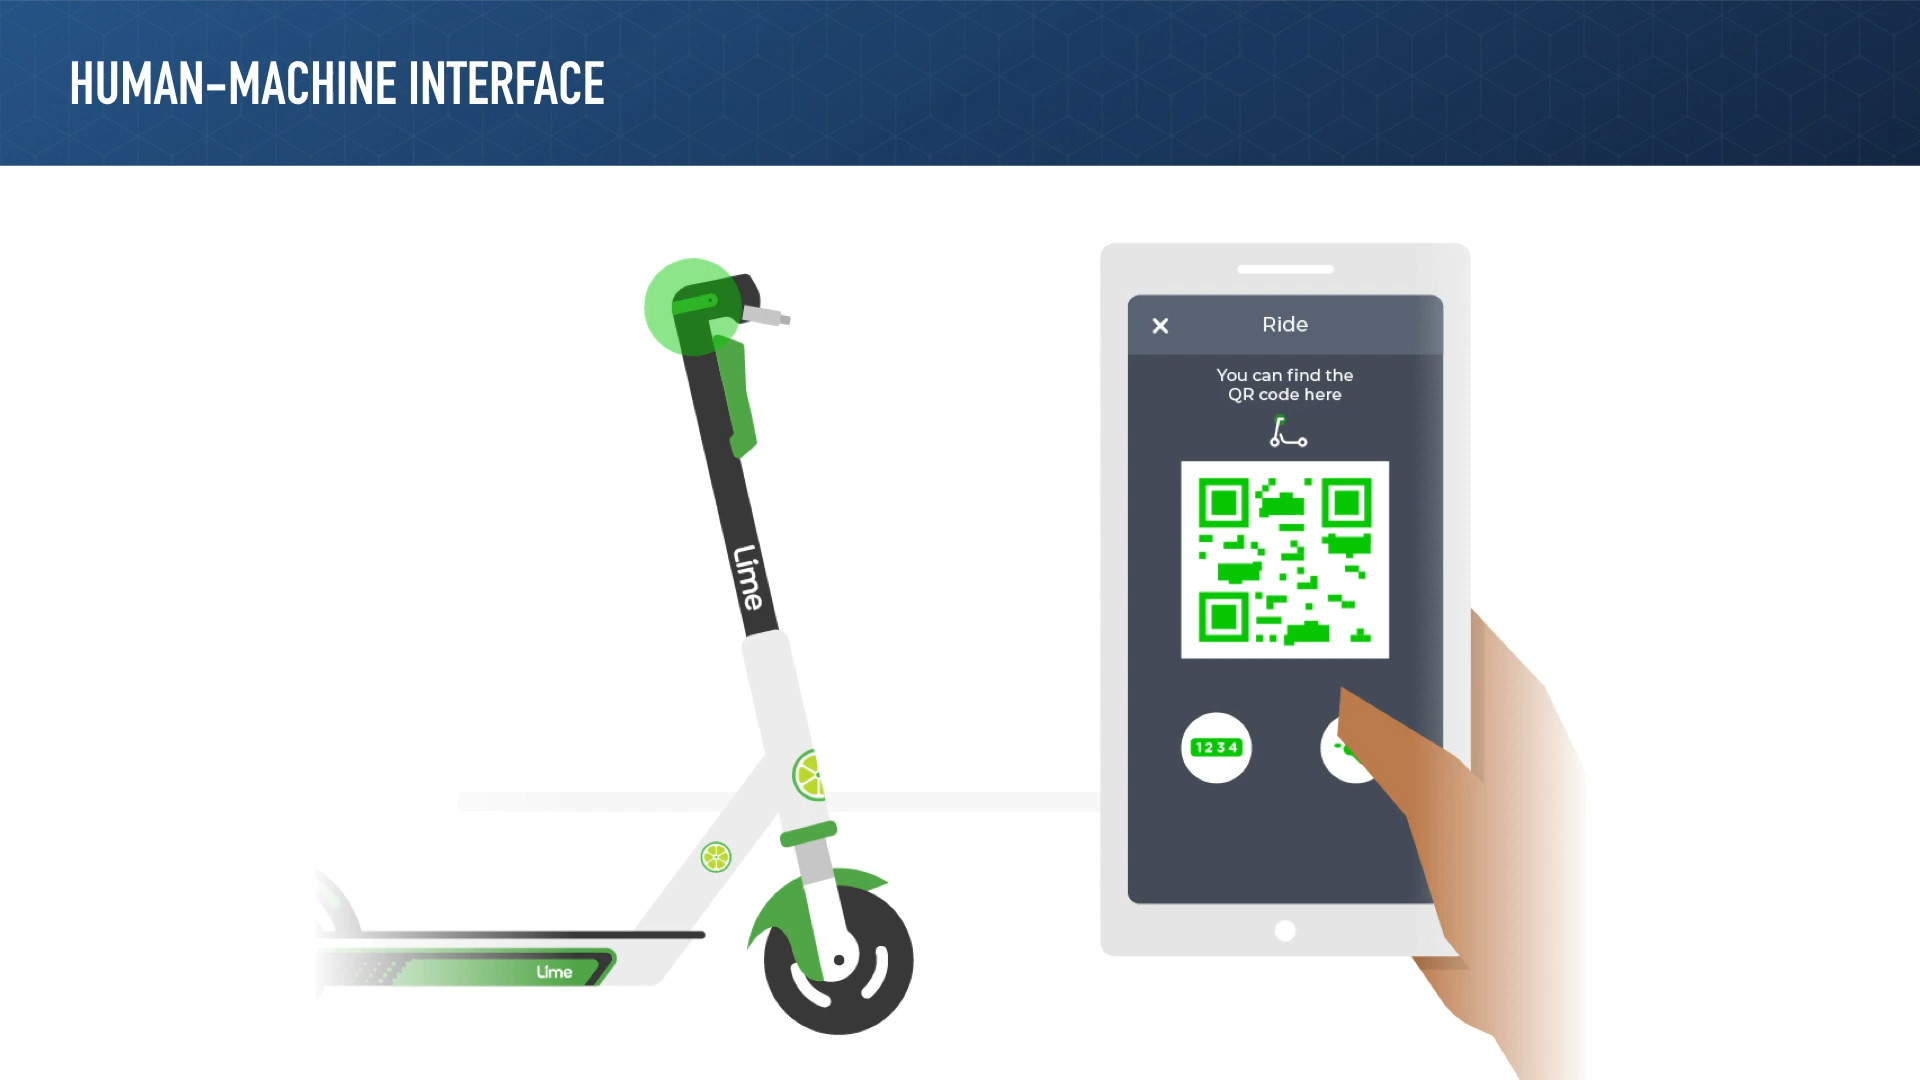 HUMAN-MACHINE INTERFACE
Ride
You can find the
QR code here
Lime
1234
Lime